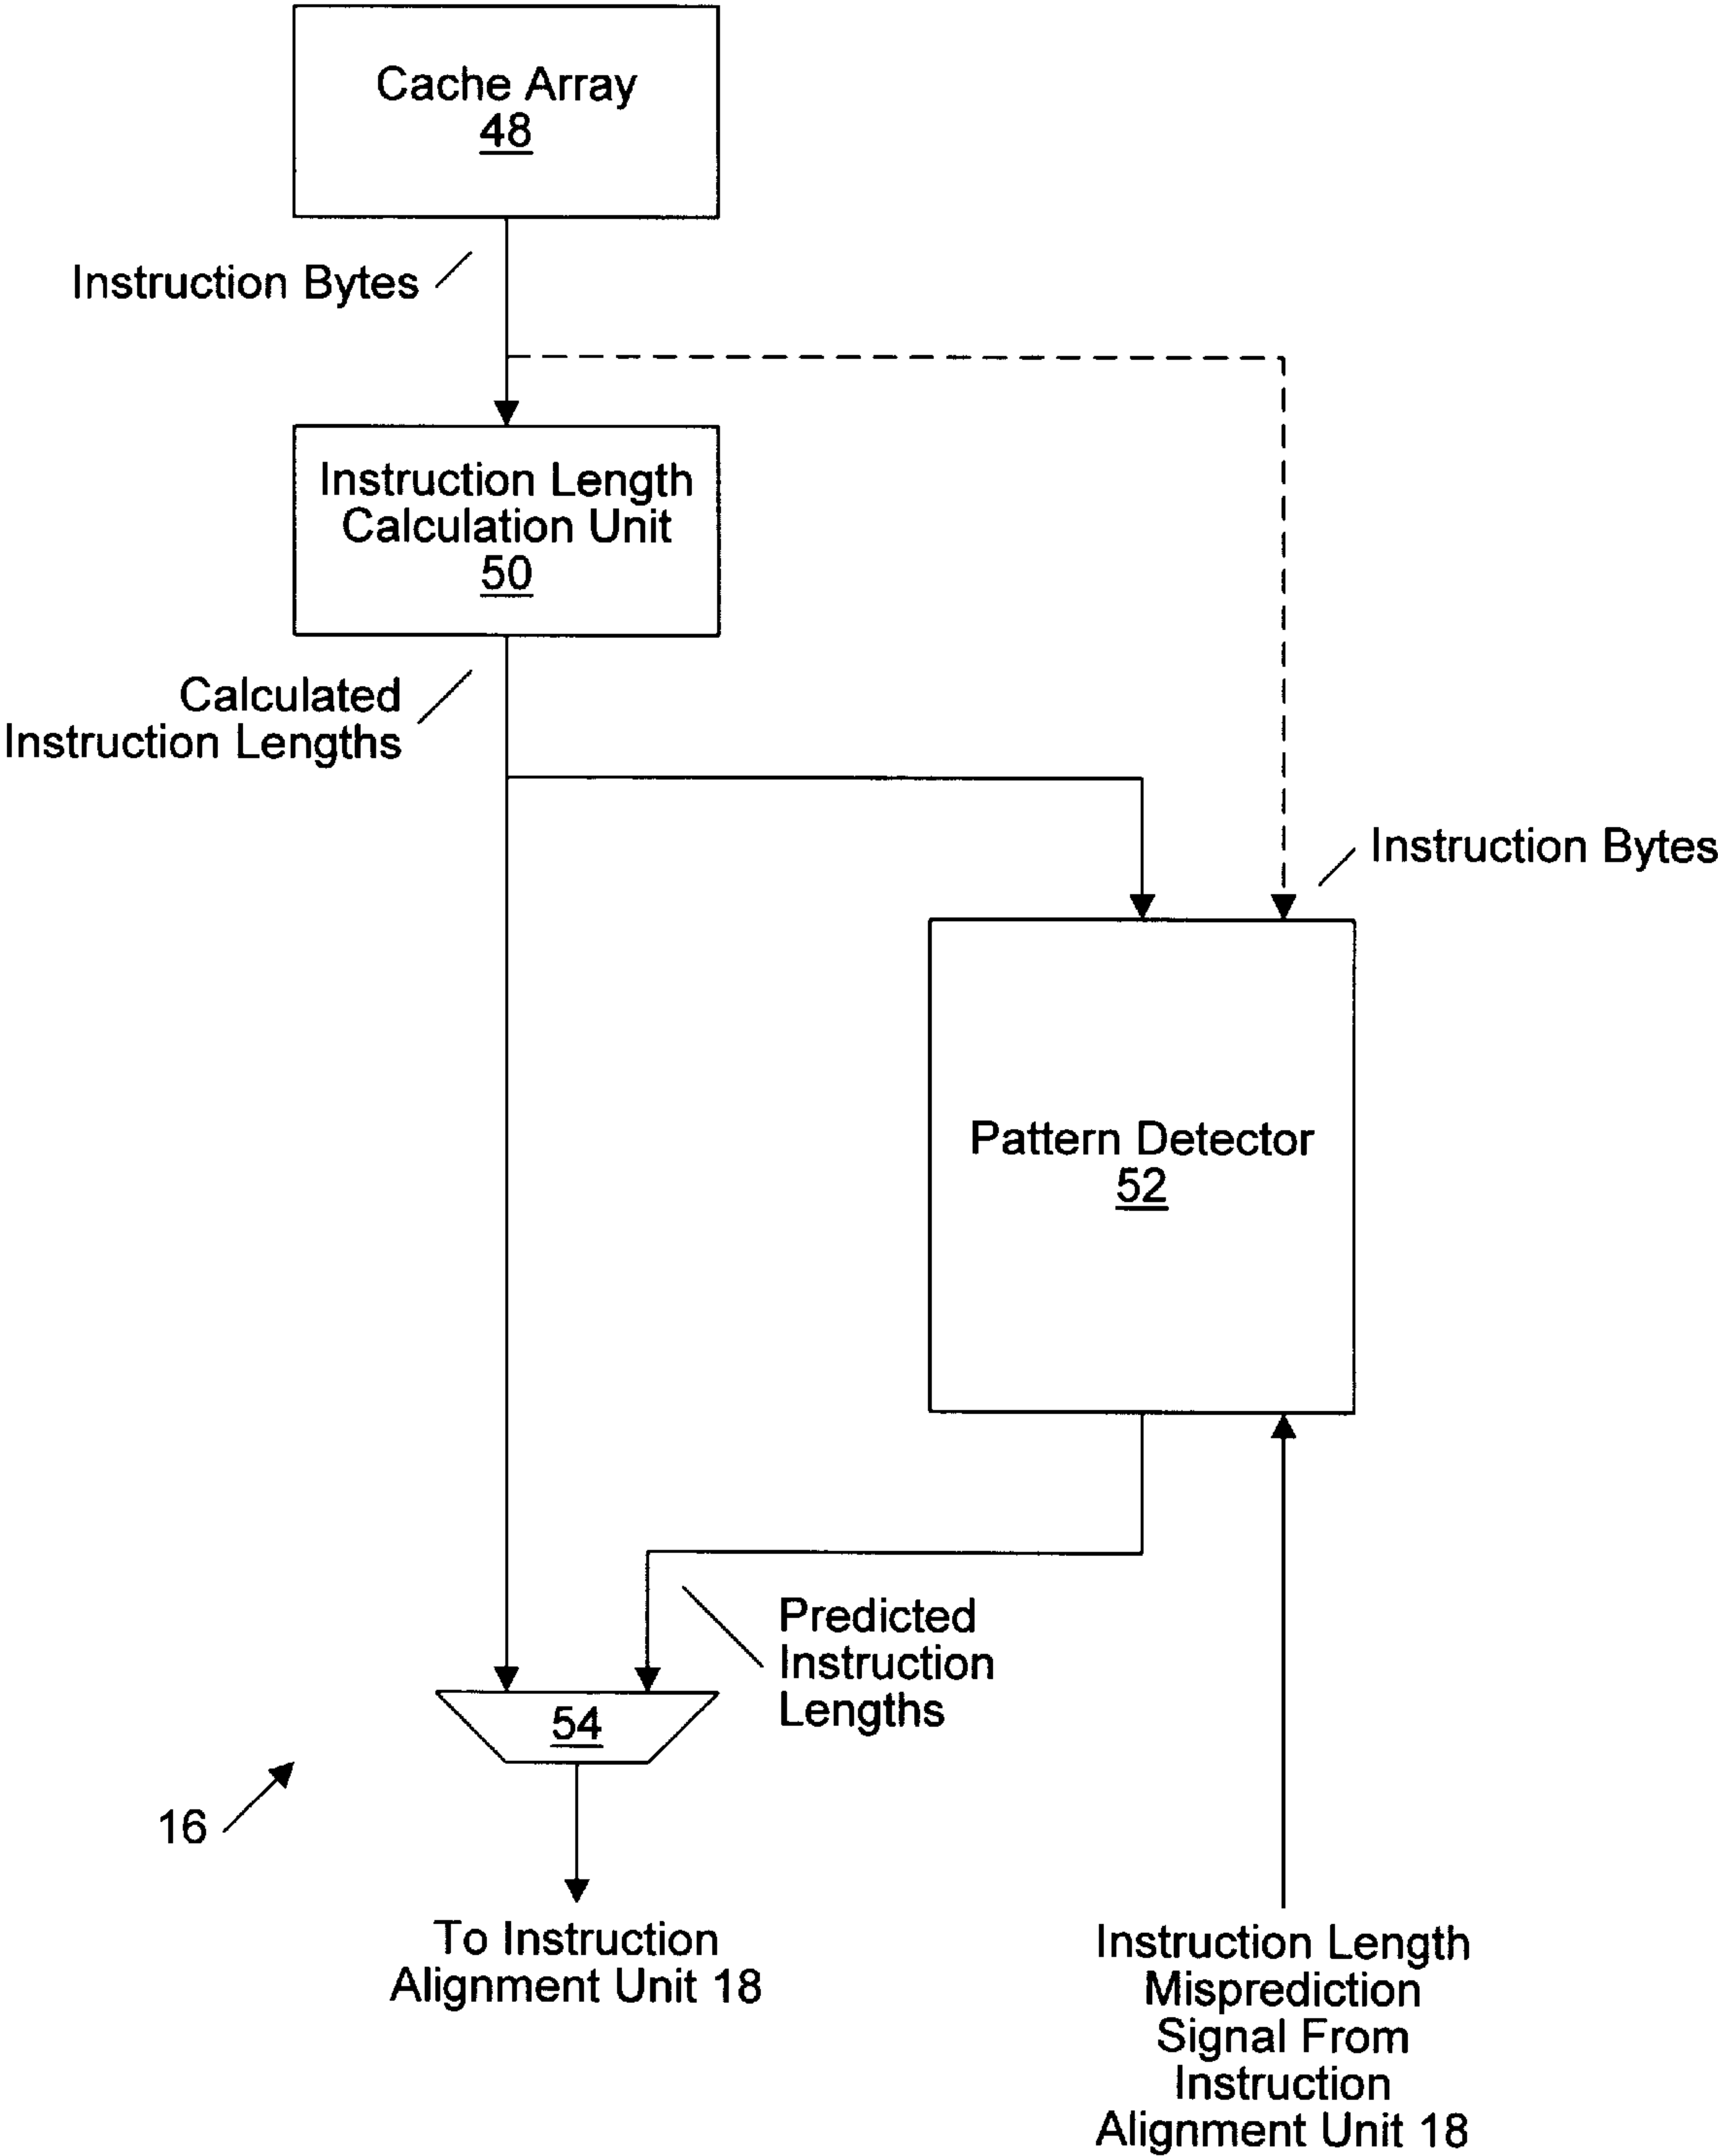 Cache Array
48
Instruction Bytes
Instruction Length
Calculation Unit
50
Calculated
Instruction Lengths
Instruction Bytes
Pattern Detector
52
Predicted
Instruction
Lengths
54
16
To Instruction
Alignment Unit 18
Instruction Length
Misprediction
Signal From
Instruction
Alignment Unit 18